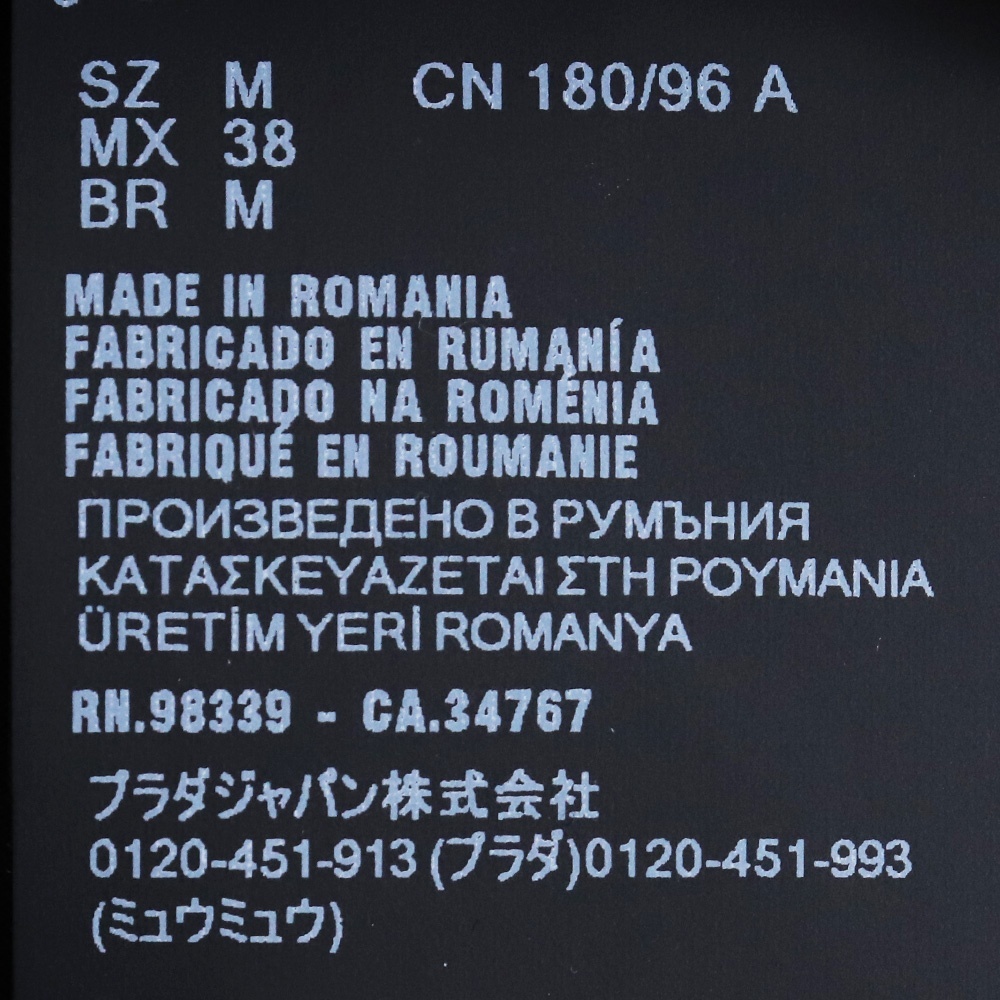 SZ M CN 180/96 A
MX 38
BR M
MADE IN ROMANIA
FABRICADO EN RUMANÍA
FABRICADO NA ROMÉNIA
FABRIQUÉ EN ROUMANIE
ПРОИЗВЕДЕНО В РУМЪНИЯ
ΚΑΤΑΣΚΕΥΑΖΕΤΑΙ ΣΤΗ ΡΟΥΜΑΝΙΑ
ÜRETİM YERİ ROMANYA
RN.98339 - CA.34767
プラダジャパン株式会社
0120-451-913 (プラダ)0120-451-993
(ミュウミュウ)